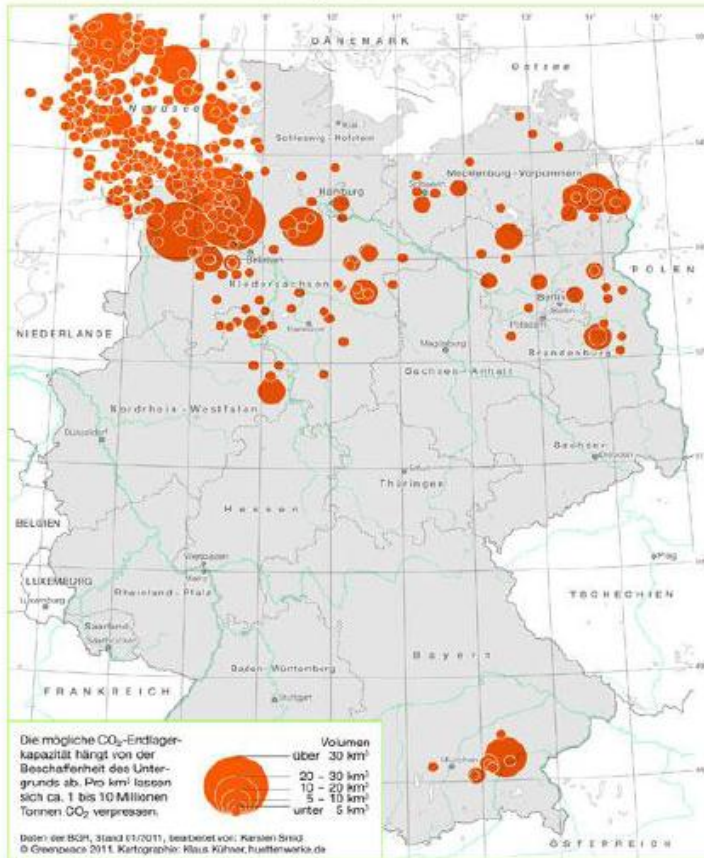 DÄNEMARK
Ostsee
Nordsee
Kiel
Schleswig-Holstein
Mecklenburg-Vorpommern
Schwerin
Hamburg
Bremen
POLEN
Niedersachsen
Berlin
Potsdam
NIEDERLANDE
Hannover
Magdeburg
Brandenburg
Sachsen-Anhalt
Nordrhein-Westfalen
Düsseldorf
Sachsen
Dresden
Erfurt
Thüringen
Hessen
BELGIEN
Wiesbaden
Mainz
Prag
LUXEMBURG
Luxemburg
Rheinland-Pfalz
TSCHECHIEN
Saarland
Saarbrücken
Bayern
Baden-Württemberg
FRANKREICH
Stuttgart
München
ÖSTERREICH
Die mögliche CO₂-Endlager-
kapazität hängt von der
Beschaffenheit des Unter-
grunds ab. Pro km³ lassen
sich ca. 1 bis 10 Millionen
Tonnen CO₂ verpressen.
Volumen
über 30 km³
20 - 30 km³
10 - 20 km³
5 - 10 km³
unter 5 km³
Daten der BGR, Stand 01/2011, bearbeitet von: Karsten Smid
© Greenpeace 2011, Kartographie: Klaus Kühner, huettenwerke.de